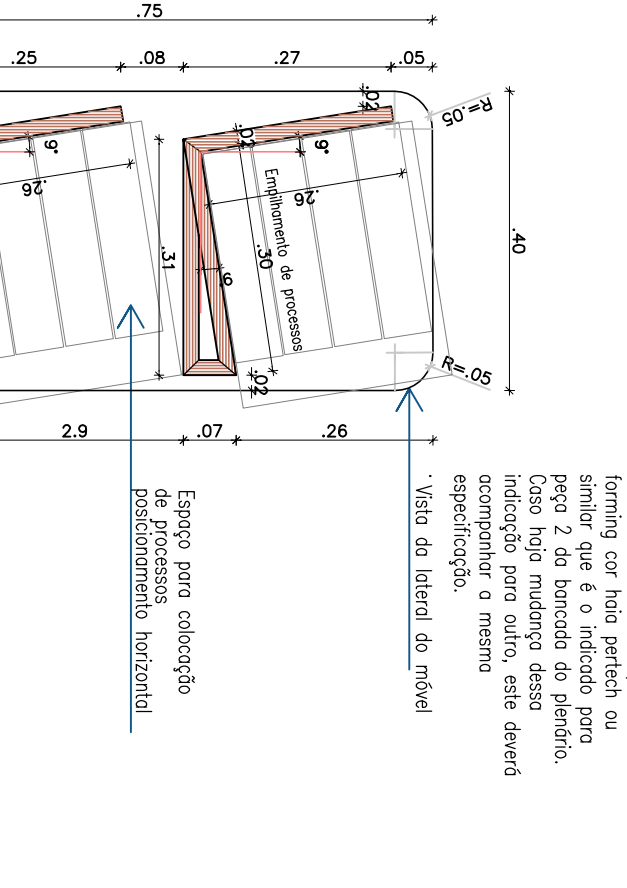 .75
.25
.08
.27
.05
.02
R=.05
.02
9.
9.
.26
.26
.40
Empilhamento de processos
.30
.31
9.
.02
R=.05
2.9
.07
.26
forming cor haia pertech ou
similar que é o indicado para
peça 2 da bancada do plenário.
Caso haja mudança dessa
indicação para outro, este deverá
acompanhar a mesma
especificação.
Vista da lateral do móvel
Espaço para colocação
de processos
posicionamento horizontal